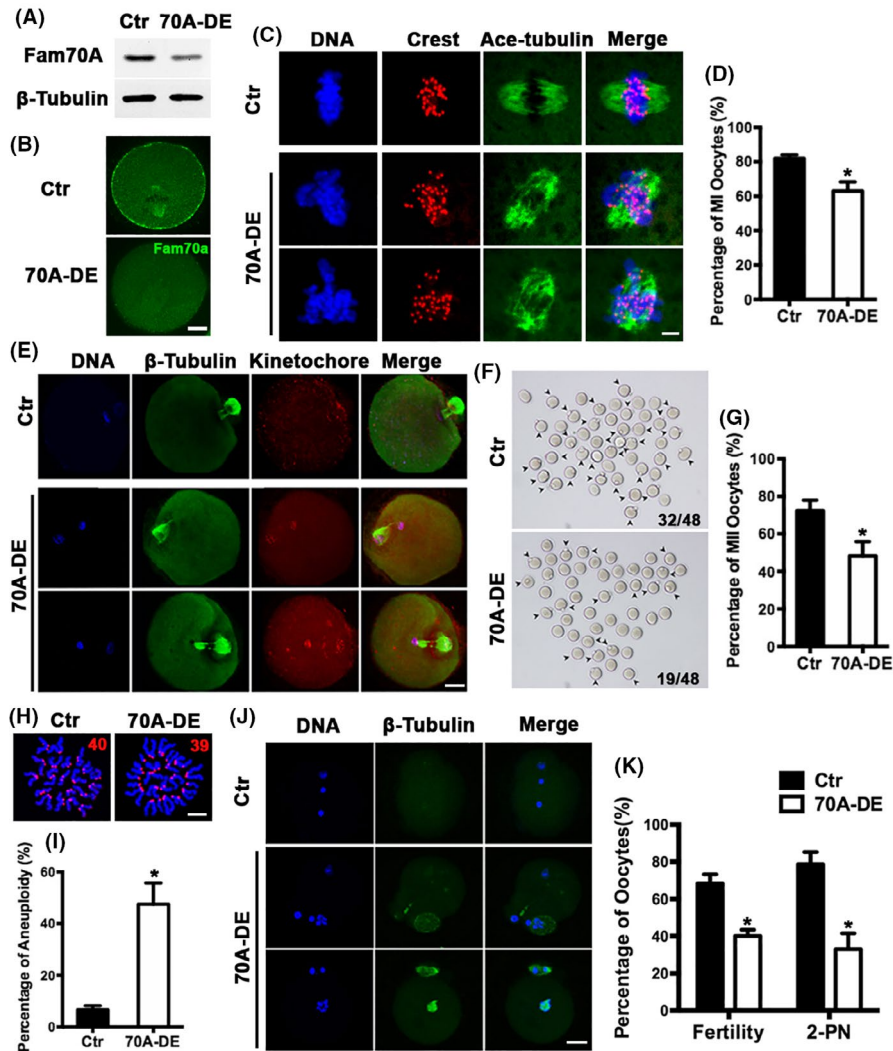 (A)
Ctr 70A-DE
Fam70A
β-Tubulin
(B)
Ctr
70A-DE
Fam70a
(C)
DNA Crest Ace-tubulin Merge
Ctr
70A-DE
(D)
Percentage of MI Oocytes (%)
100
80
60
40
20
0
*
Ctr 70A-DE
(E)
DNA β-Tubulin Kinetochore Merge
Ctr
70A-DE
(F)
Ctr
32/48
70A-DE
19/48
(G)
Percentage of MII Oocytes (%)
100
80
60
40
20
0
*
Ctr 70A-DE
(H)
Ctr 70A-DE
40 39
(I)
Percentage of Aneuploidy (%)
60
40
20
0
*
Ctr 70A-DE
(J)
DNA β-Tubulin Merge
Ctr
70A-DE
(K)
Ctr
70A-DE
Percentage of Oocytes(%)
100
80
60
40
20
0
* *
Fertility 2-PN